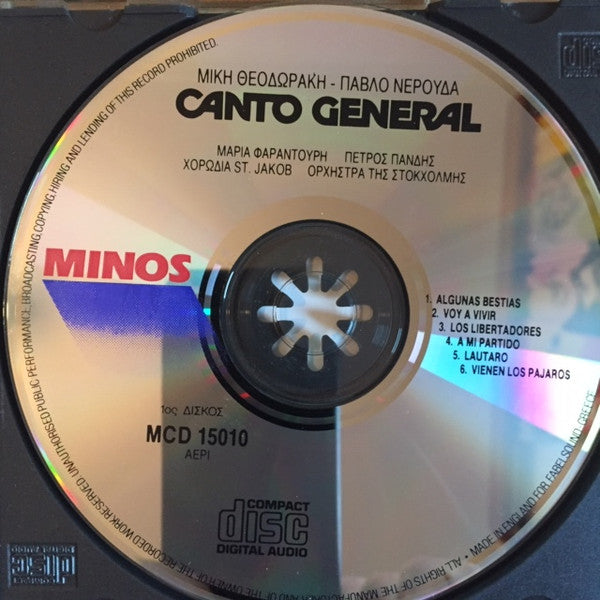 ΜΙΚΗ ΘΕΟΔΩΡΑΚΗ - ΠΑΒΛΟ ΝΕΡΟΥΔΑ
CANTO GENERAL
ΜΑΡΙΑ ΦΑΡΑΝΤΟΥΡΗ ΠΕΤΡΟΣ ΠΑΝΔΗΣ
ΧΟΡΩΔΙΑ ST. JAKOB ΟΡΧΗΣΤΡΑ ΤΗΣ ΣΤΟΚΧΟΛΜΗΣ
MINOS
1. ALGUNAS BESTIAS
2. VOY A VIVIR
3. LOS LIBERTADORES
4. A MI PARTIDO
5. LAUTARO
6. VIENEN LOS PAJAROS
1ος ΔΙΣΚΟΣ
MCD 15010
ΑΕΡΙ
COMPACT
disc
DIGITAL AUDIO
• MADE IN ENGLAND FOR FABELSOUND, GREECE
• ALL RIGHTS OF THE MANUFACTURER AND OF THE OWNER OF THE RECORDED WORK RESERVED. UNAUTHORISED PUBLIC PERFORMANCE, BROADCASTING, COPYING, HIRING AND LENDING OF THIS RECORD PROHIBITED.
disc
disc